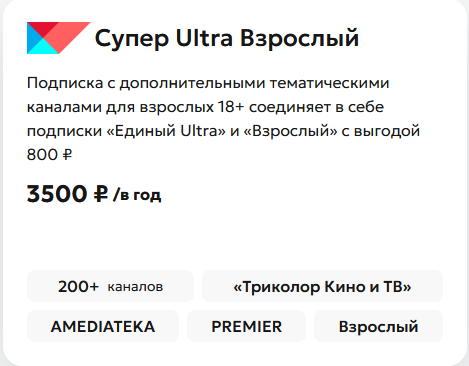 Супер Ultra Взрослый
Подписка с дополнительными тематическими
каналами для взрослых 18+ соединяет в себе
подписки «Единый Ultra» и «Взрослый» с выгодой
800 ₽
3500 ₽ /в год
200+ каналов
«Триколор Кино и ТВ»
AMEDIATEKA
PREMIER
Взрослый